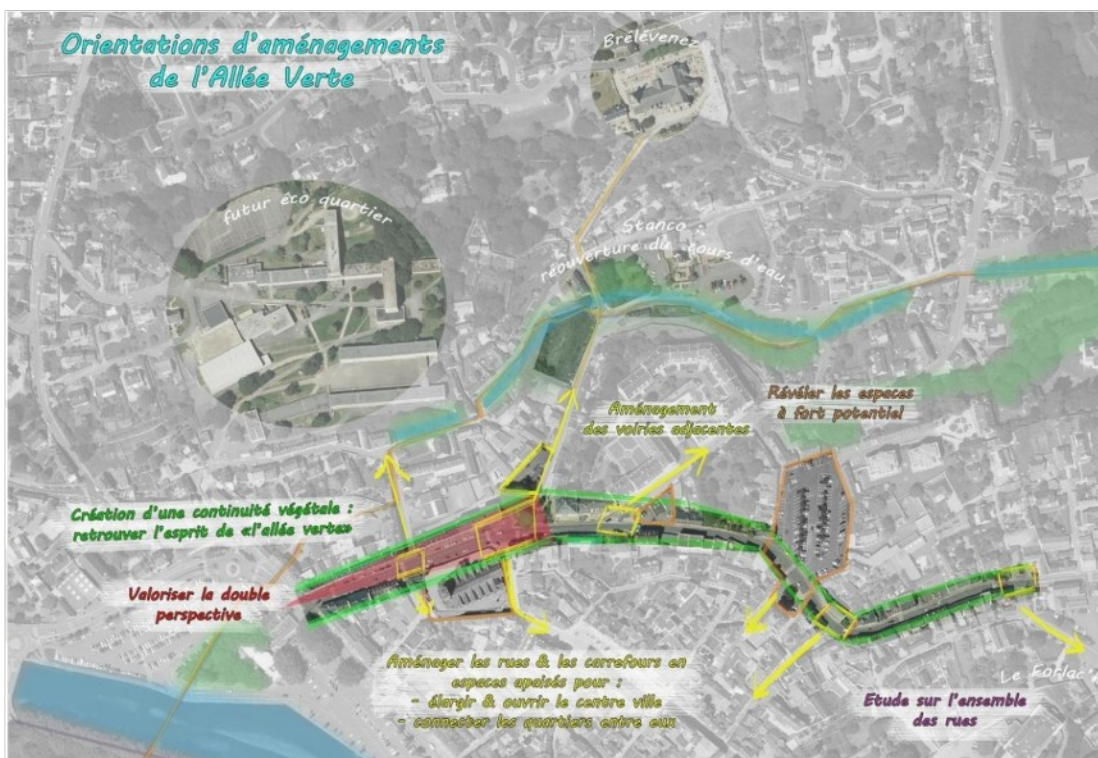 Orientations d'aménagements
de l'Allée Verte
Brélévenez
futur éco quartier
Stanco :
réouverture du cours d'eau
Révéler les espaces
à fort potentiel
Aménagement
des voiries adjacentes
Création d'une continuité végétale :
retrouver l'esprit de «l'allée verte»
Valoriser la double
perspective
Aménager les rues & les carrefours en
espaces apaisés pour :
- élargir & ouvrir le centre ville
- connecter les quartiers entre eux
Le Forlac'h
Etude sur l'ensemble
des rues